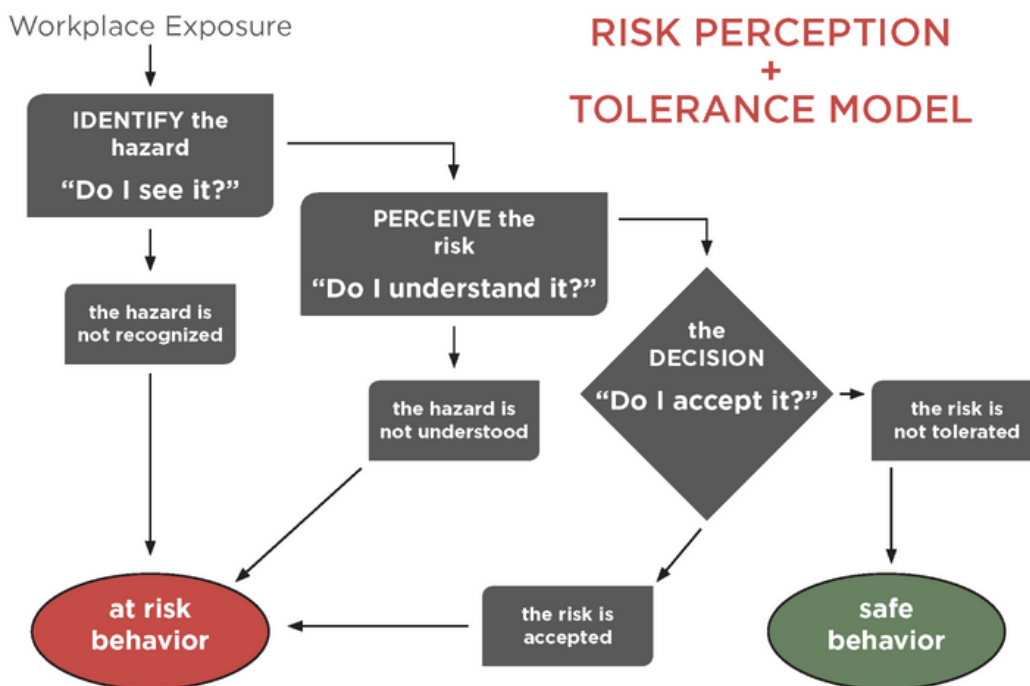 Workplace Exposure
RISK PERCEPTION
+
TOLERANCE MODEL
IDENTIFY the
hazard
“Do I see it?”
PERCEIVE the
risk
“Do I understand it?”
the
DECISION
“Do I accept it?”
the hazard is
not recognized
the hazard is
not understood
the risk is
not tolerated
the risk is
accepted
at risk
behavior
safe
behavior